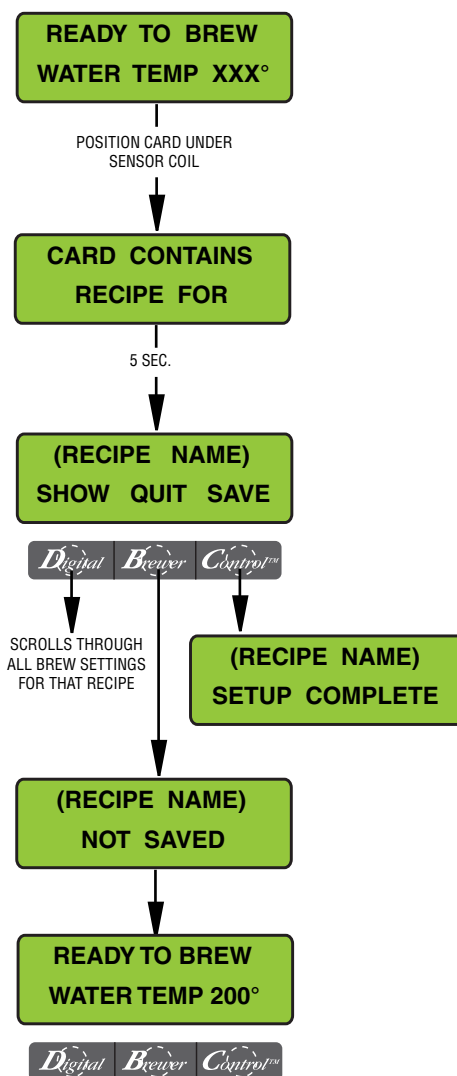 READY TO BREW
WATER TEMP XXX°
POSITION CARD UNDER
SENSOR COIL
CARD CONTAINS
RECIPE FOR
5 SEC.
(RECIPE NAME)
SHOW QUIT SAVE
Digital Brewer Control™
SCROLLS THROUGH
ALL BREW SETTINGS
FOR THAT RECIPE
(RECIPE NAME)
SETUP COMPLETE
(RECIPE NAME)
NOT SAVED
READY TO BREW
WATER TEMP 200°
Digital Brewer Control™